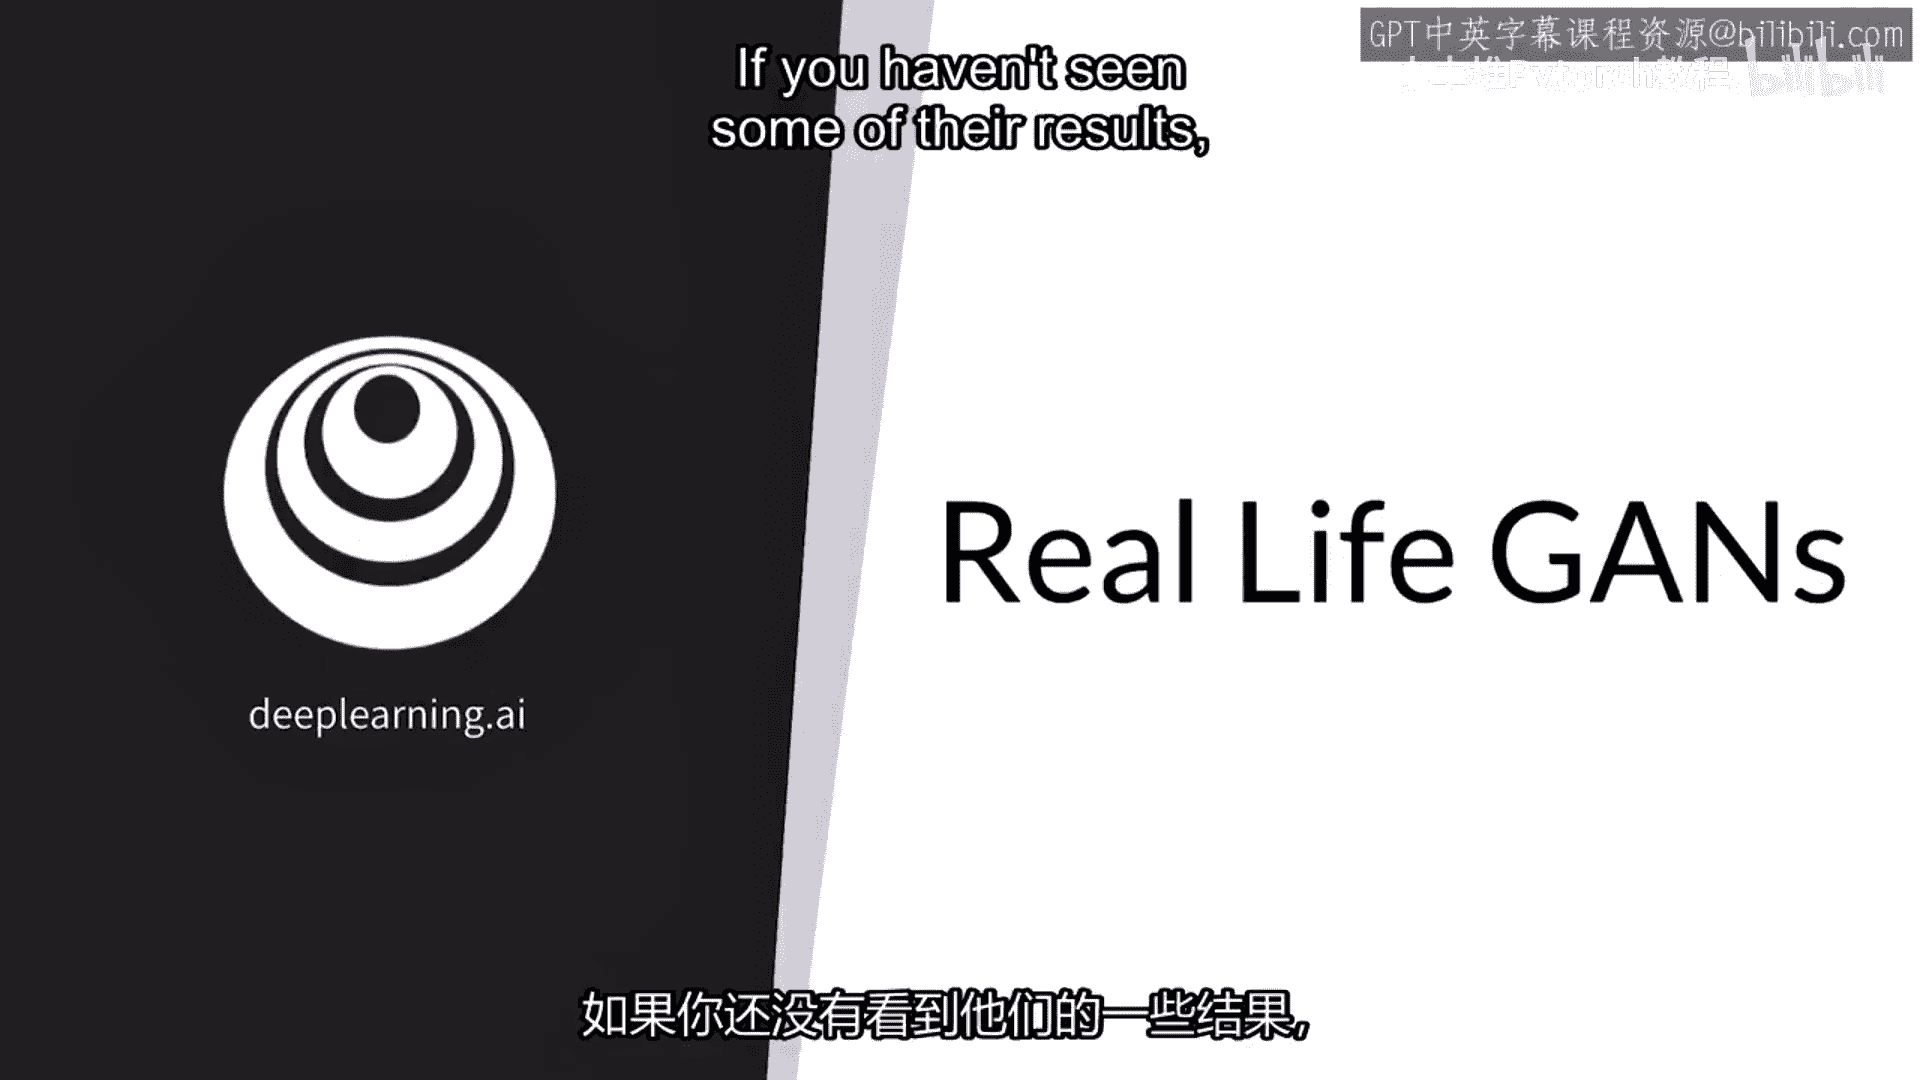 If you haven't seen
some of their results,
GPT中英字幕课程资源@bilibili.com
bilibili
Real Life GANs
deeplearning.ai
如果你还没有看到他们的一些结果,